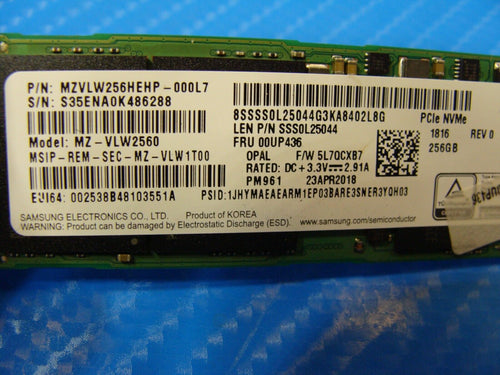 P/N: MZVLW256HEHP-000L7
S/N: S35ENA0K486288
Model: MZ-VLW2560
MSIP-REM-SEC-MZ-VLW1T00
EUI64: 002538B48103551A
SAMSUNG ELECTRONICS CO., LTD. Product of KOREA
WARNING: Product can be damaged by Electrostatic Discharge (ESD).
8SSSS0L25044G3KA8402L8G
LEN P/N SSS0L25044
FRU 00UP436
OPAL F/W 5L7QCXB7
RATED: DC+3.3V⎓2.91A
PM961 23APR2018
PSID:1JHYMAEAEARM1EP03BARE3SNER3YQH03
www.samsung.com/semiconductor
PCIe NVMe
1816 REV 0
256GB
0UP436